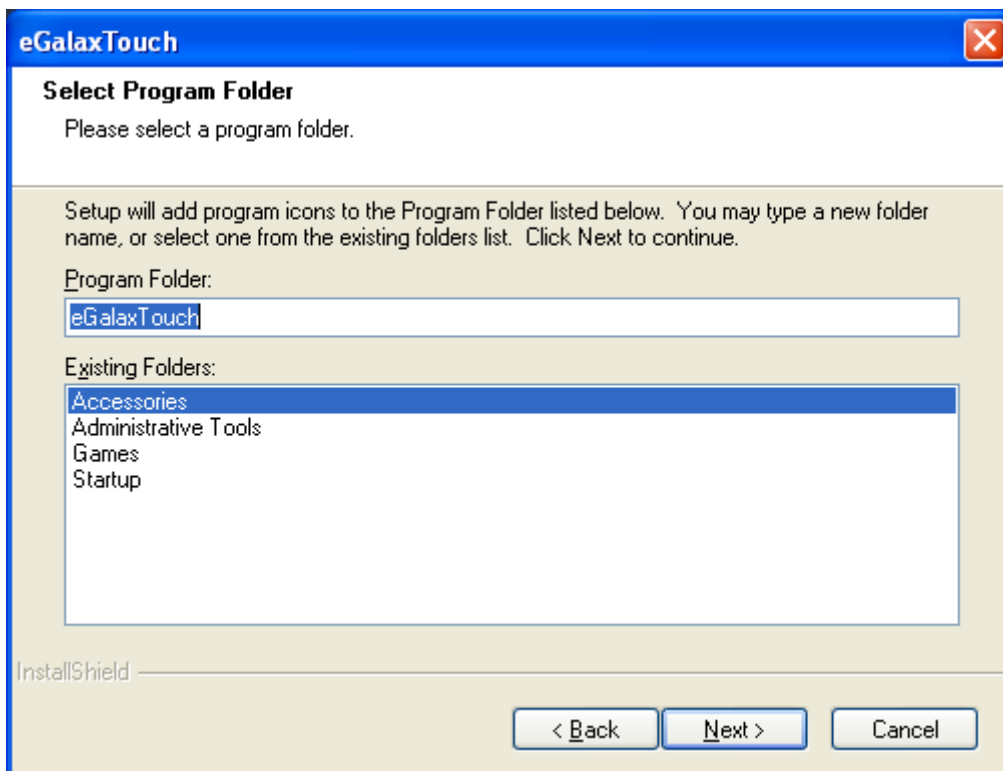 eGalaxTouch
Select Program Folder
Please select a program folder.
Setup will add program icons to the Program Folder listed below.  You may type a new folder
name, or select one from the existing folders list.  Click Next to continue.
Program Folder:
eGalaxTouch
Existing Folders:
Accessories
Administrative Tools
Games
Startup
InstallShield
< Back Next > Cancel